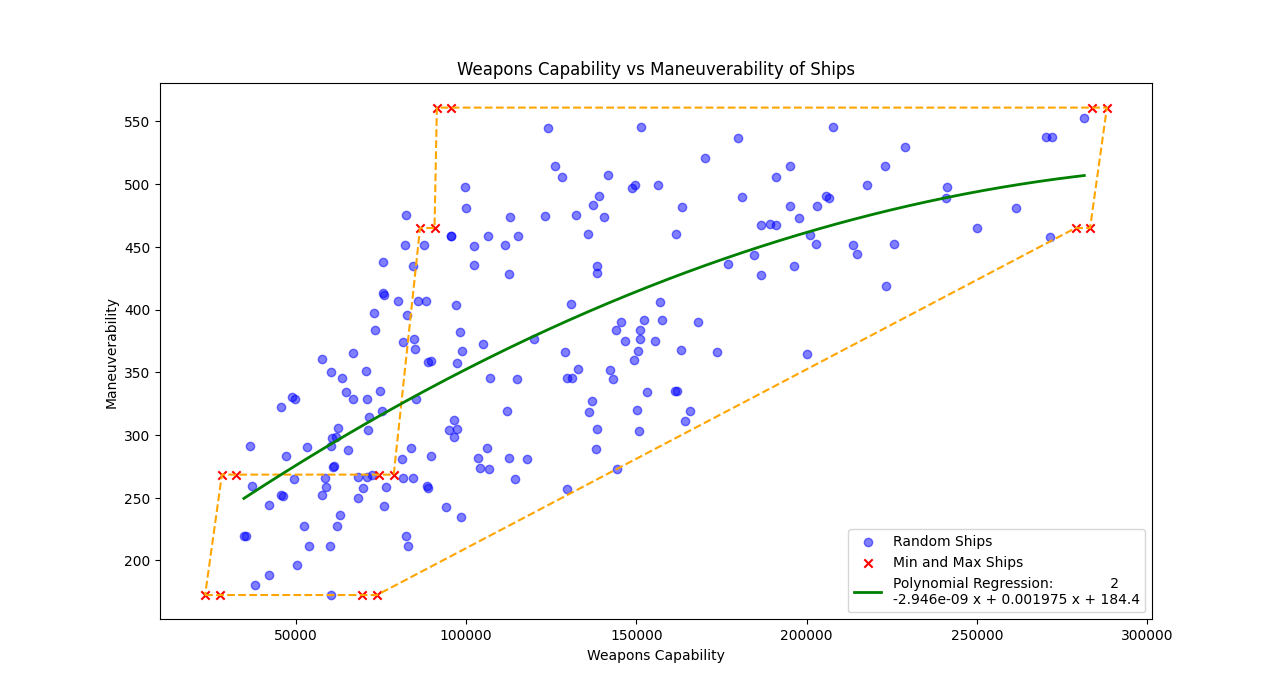 Weapons Capability vs Maneuverability of Ships
Maneuverability
550
500
450
400
350
300
250
200
Random Ships
Min and Max Ships
Polynomial Regression: 2
-2.946e-09 x + 0.001975 x + 184.4
50000 100000 150000 200000 250000 300000
Weapons Capability